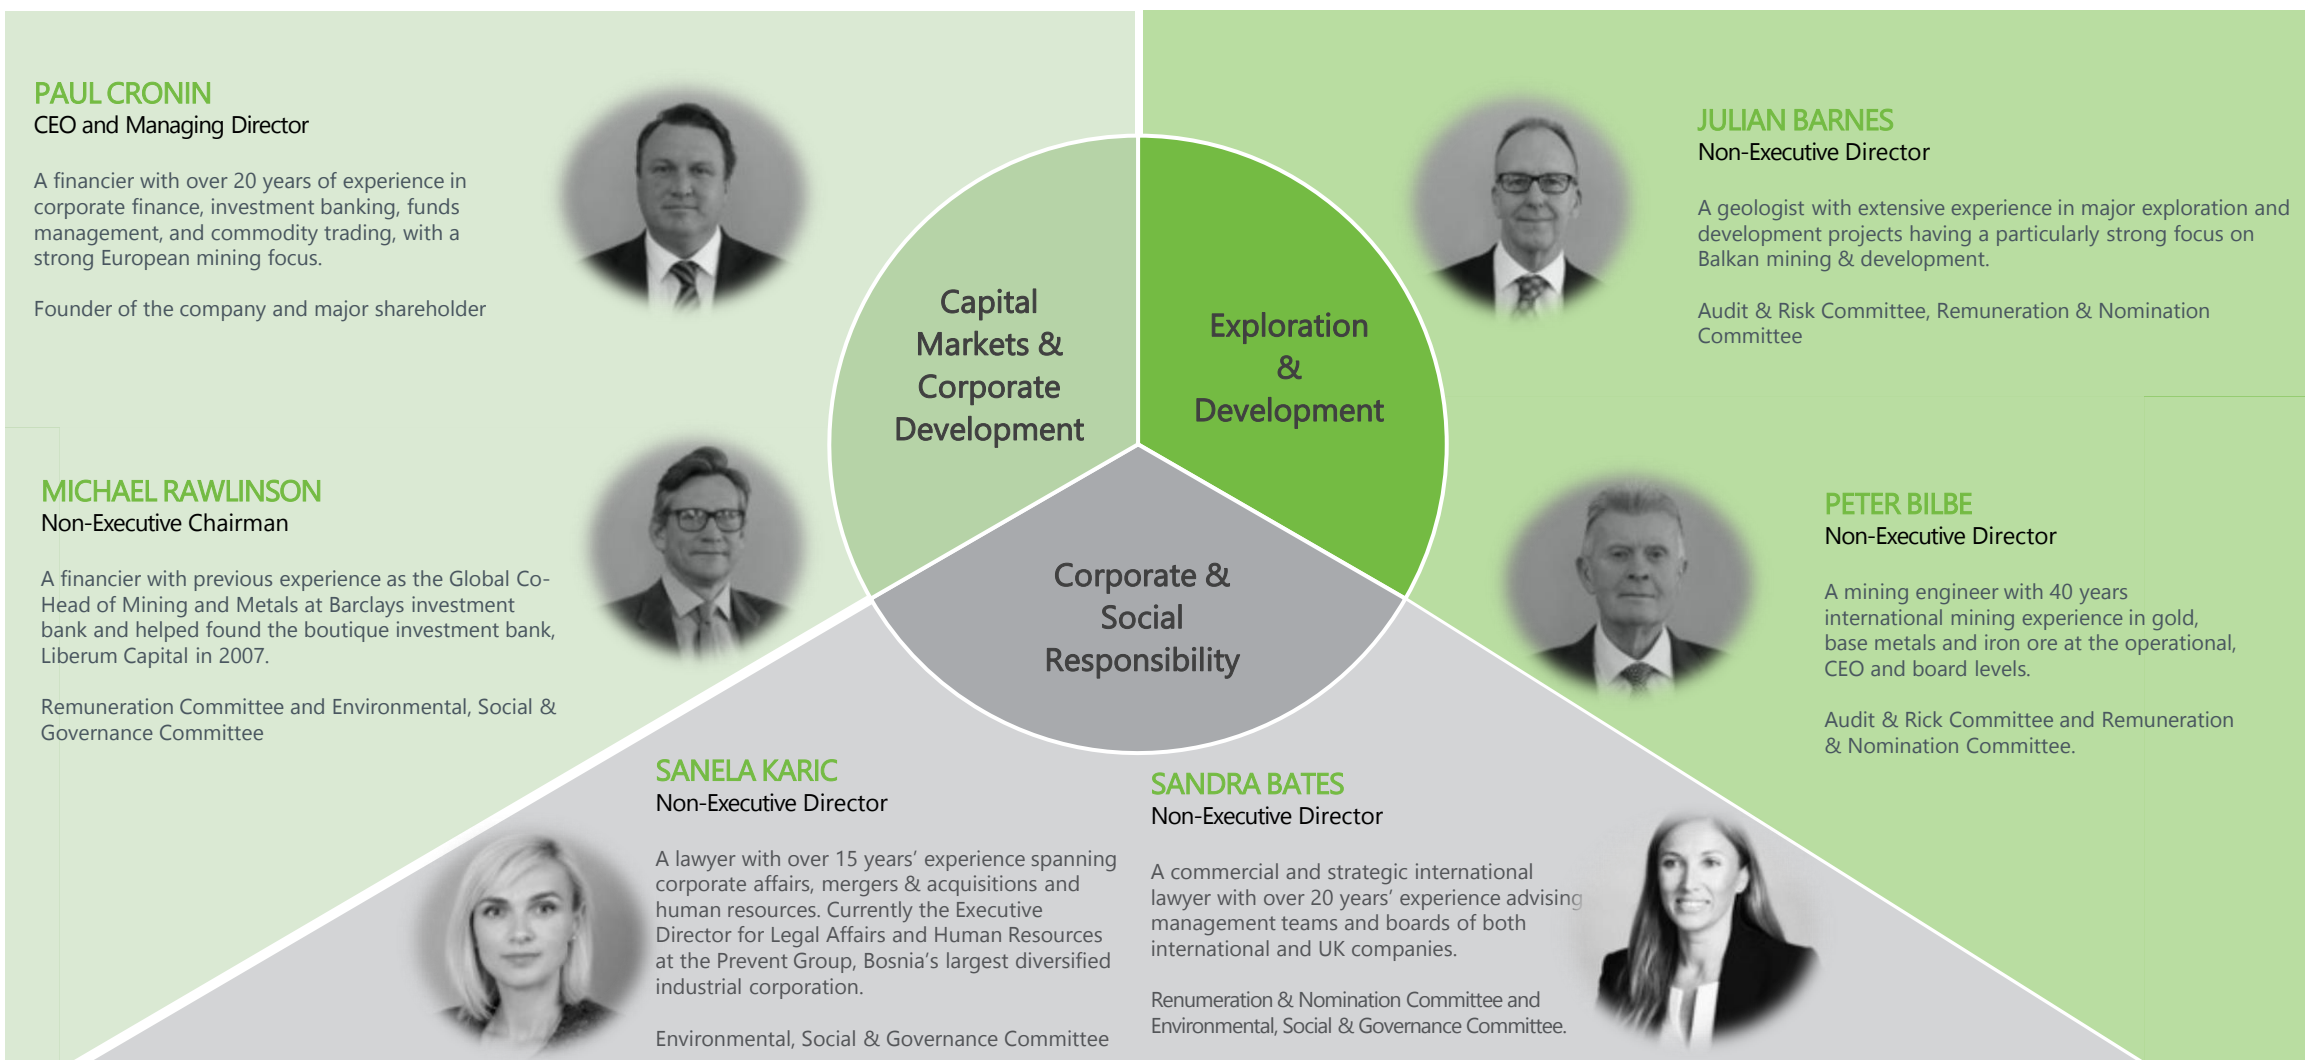 PAUL CRONIN
CEO and Managing Director
A financier with over 20 years of experience in
corporate finance, investment banking, funds
management, and commodity trading, with a
strong European mining focus.
Founder of the company and major shareholder
MICHAEL RAWLINSON
Non-Executive Chairman
A financier with previous experience as the Global Co-
Head of Mining and Metals at Barclays investment
bank and helped found the boutique investment bank,
Liberum Capital in 2007.
Remuneration Committee and Environmental, Social &
Governance Committee
Capital
Markets &
Corporate
Development
Exploration
&
Development
Corporate &
Social
Responsibility
JULIAN BARNES
Non-Executive Director
A geologist with extensive experience in major exploration and
development projects having a particularly strong focus on
Balkan mining & development.
Audit & Risk Committee, Remuneration & Nomination
Committee
PETER BILBE
Non-Executive Director
A mining engineer with 40 years
international mining experience in gold,
base metals and iron ore at the operational,
CEO and board levels.
Audit & Rick Committee and Remuneration
& Nomination Committee.
SANELA KARIC
Non-Executive Director
A lawyer with over 15 years’ experience spanning
corporate affairs, mergers & acquisitions and
human resources. Currently the Executive
Director for Legal Affairs and Human Resources
at the Prevent Group, Bosnia’s largest diversified
industrial corporation.
Environmental, Social & Governance Committee
SANDRA BATES
Non-Executive Director
A commercial and strategic international
lawyer with over 20 years’ experience advising
management teams and boards of both
international and UK companies.
Renumeration & Nomination Committee and
Environmental, Social & Governance Committee.